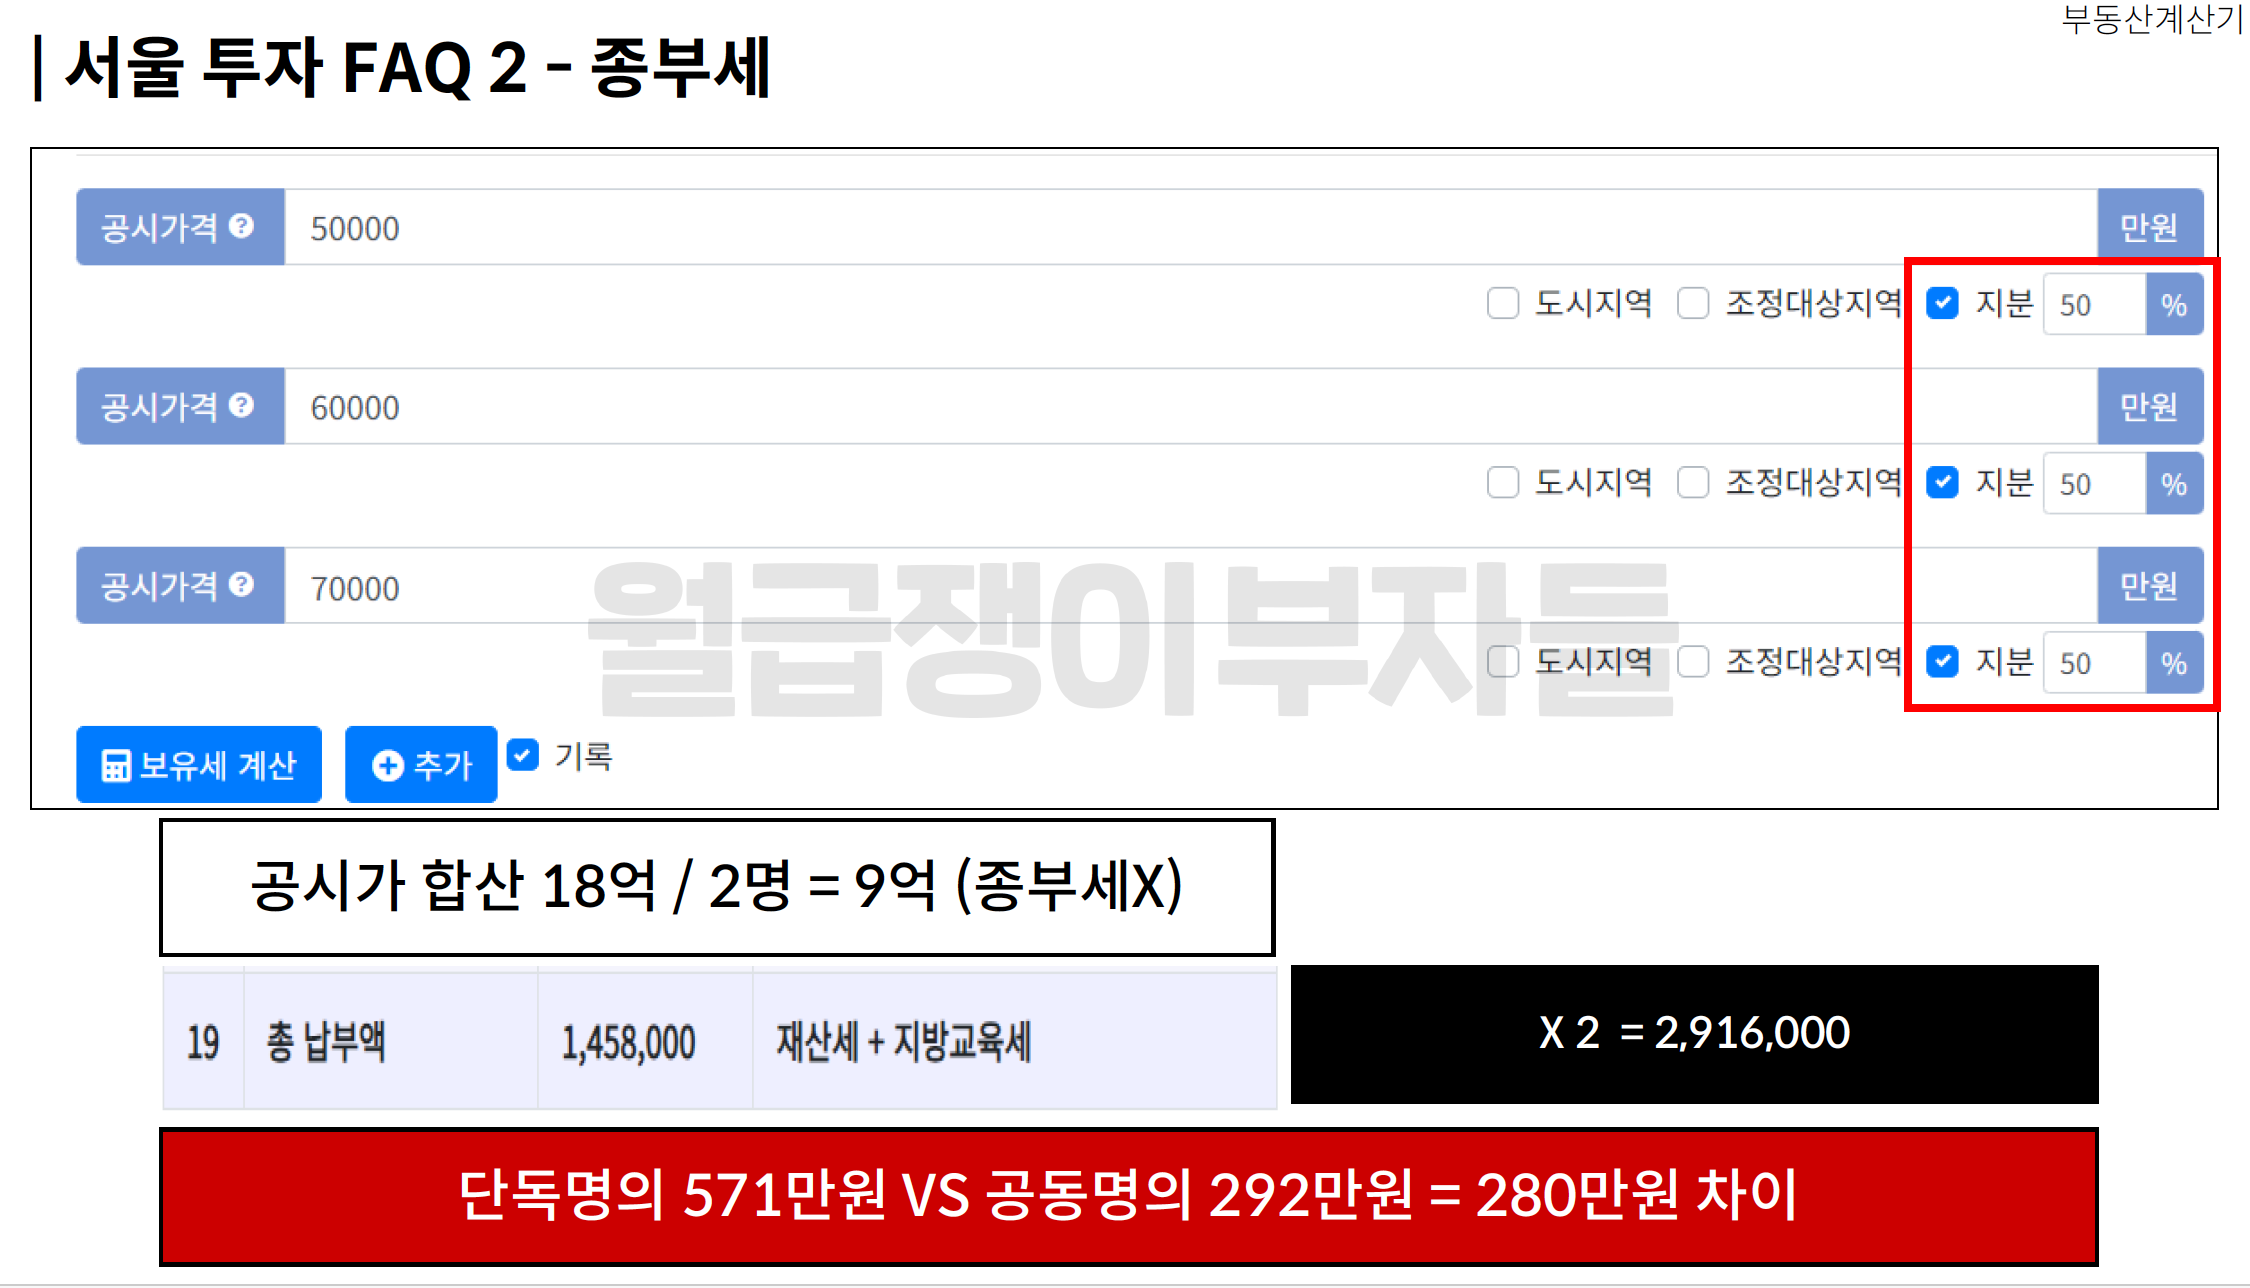 부동산계산기
| 서울 투자 FAQ 2 - 종부세
공시가격 ? 50000 만원
도시지역 조정대상지역 지분 50 %
공시가격 ? 60000 만원
도시지역 조정대상지역 지분 50 %
공시가격 ? 70000 만원
도시지역 조정대상지역 지분 50 %
월급쟁이부자들
보유세 계산 추가 기록
공시가 합산 18억 / 2명 = 9억 (종부세X)
19 총 납부액 1,458,000 재산세 + 지방교육세
X 2 = 2,916,000
단독명의 571만원 VS 공동명의 292만원 = 280만원 차이